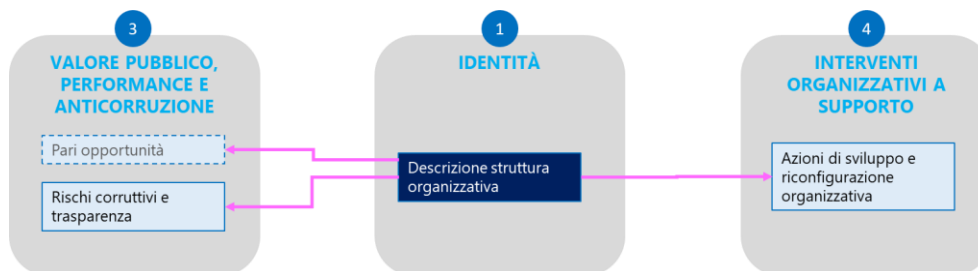 3
VALORE PUBBLICO,
PERFORMANCE E
ANTICORRUZIONE
Pari opportunità
Rischi corruttivi e
trasparenza
1
IDENTITÀ
Descrizione struttura
organizzativa
4
INTERVENTI
ORGANIZZATIVI A
SUPPORTO
Azioni di sviluppo e
riconfigurazione
organizzativa